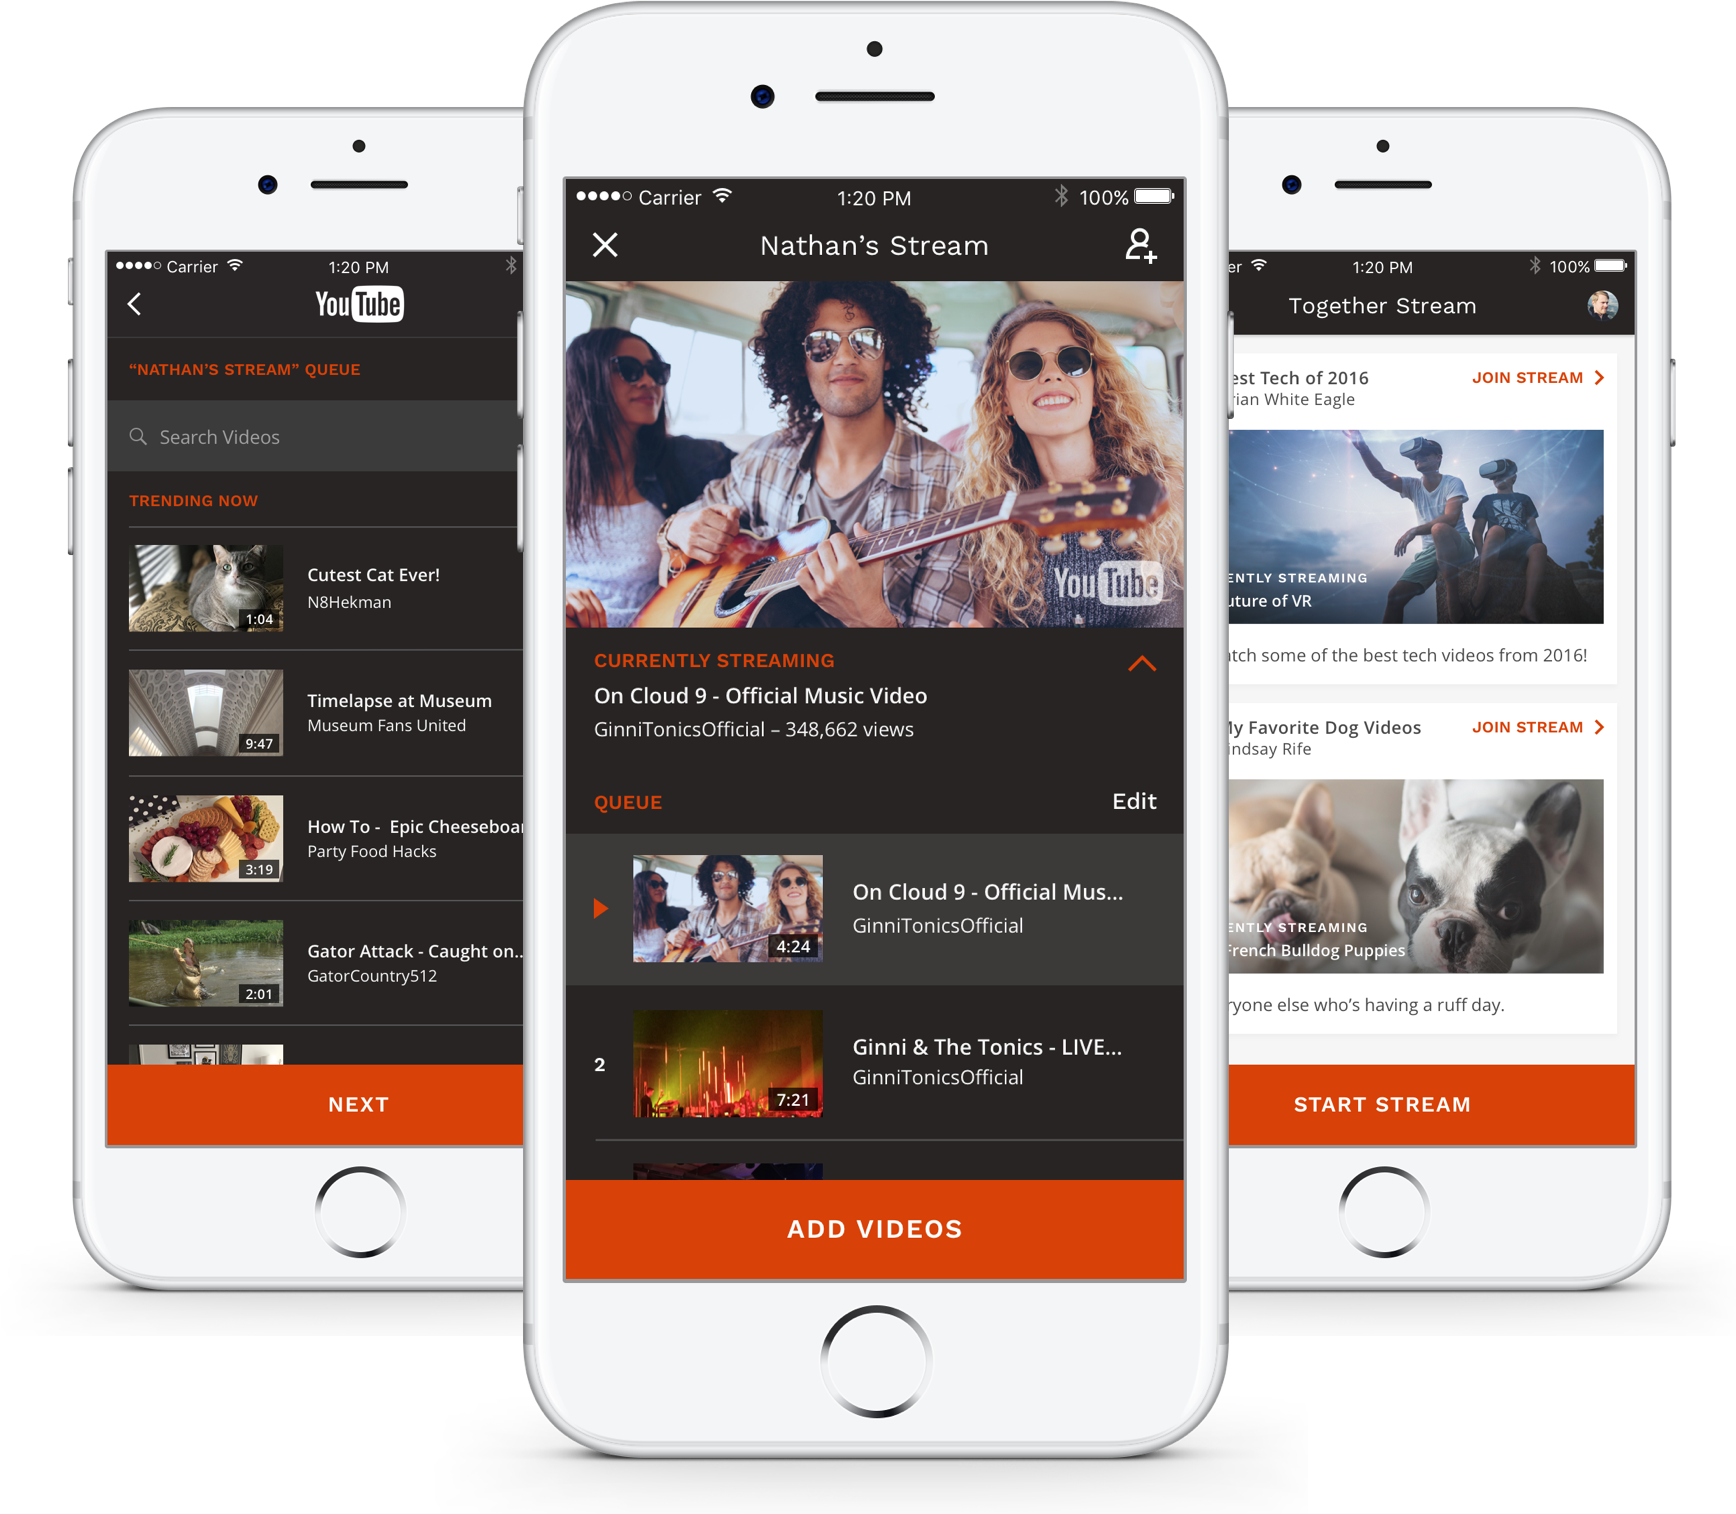 Carrier
1:20 PM
YouTube
“NATHAN’S STREAM” QUEUE
Search Videos
TRENDING NOW
Cutest Cat Ever!
N8Hekman
1:04
Timelapse at Museum
Museum Fans United
9:47
How To - Epic Cheeseboar
Party Food Hacks
3:19
Gator Attack - Caught on...
GatorCountry512
2:01
NEXT
Carrier 1:20 PM 100%
Nathan’s Stream
YouTube
CURRENTLY STREAMING
On Cloud 9 - Official Music Video
GinniTonicsOfficial – 348,662 views
QUEUE Edit
On Cloud 9 - Official Mus...
GinniTonicsOfficial
4:24
2
Ginni & The Tonics - LIVE...
GinniTonicsOfficial
7:21
ADD VIDEOS
er 1:20 PM 100%
Together Stream
est Tech of 2016 JOIN STREAM
rian White Eagle
ENTLY STREAMING
uture of VR
tch some of the best tech videos from 2016!
y Favorite Dog Videos JOIN STREAM
indsay Rife
ENTLY STREAMING
French Bulldog Puppies
ryone else who’s having a ruff day.
START STREAM